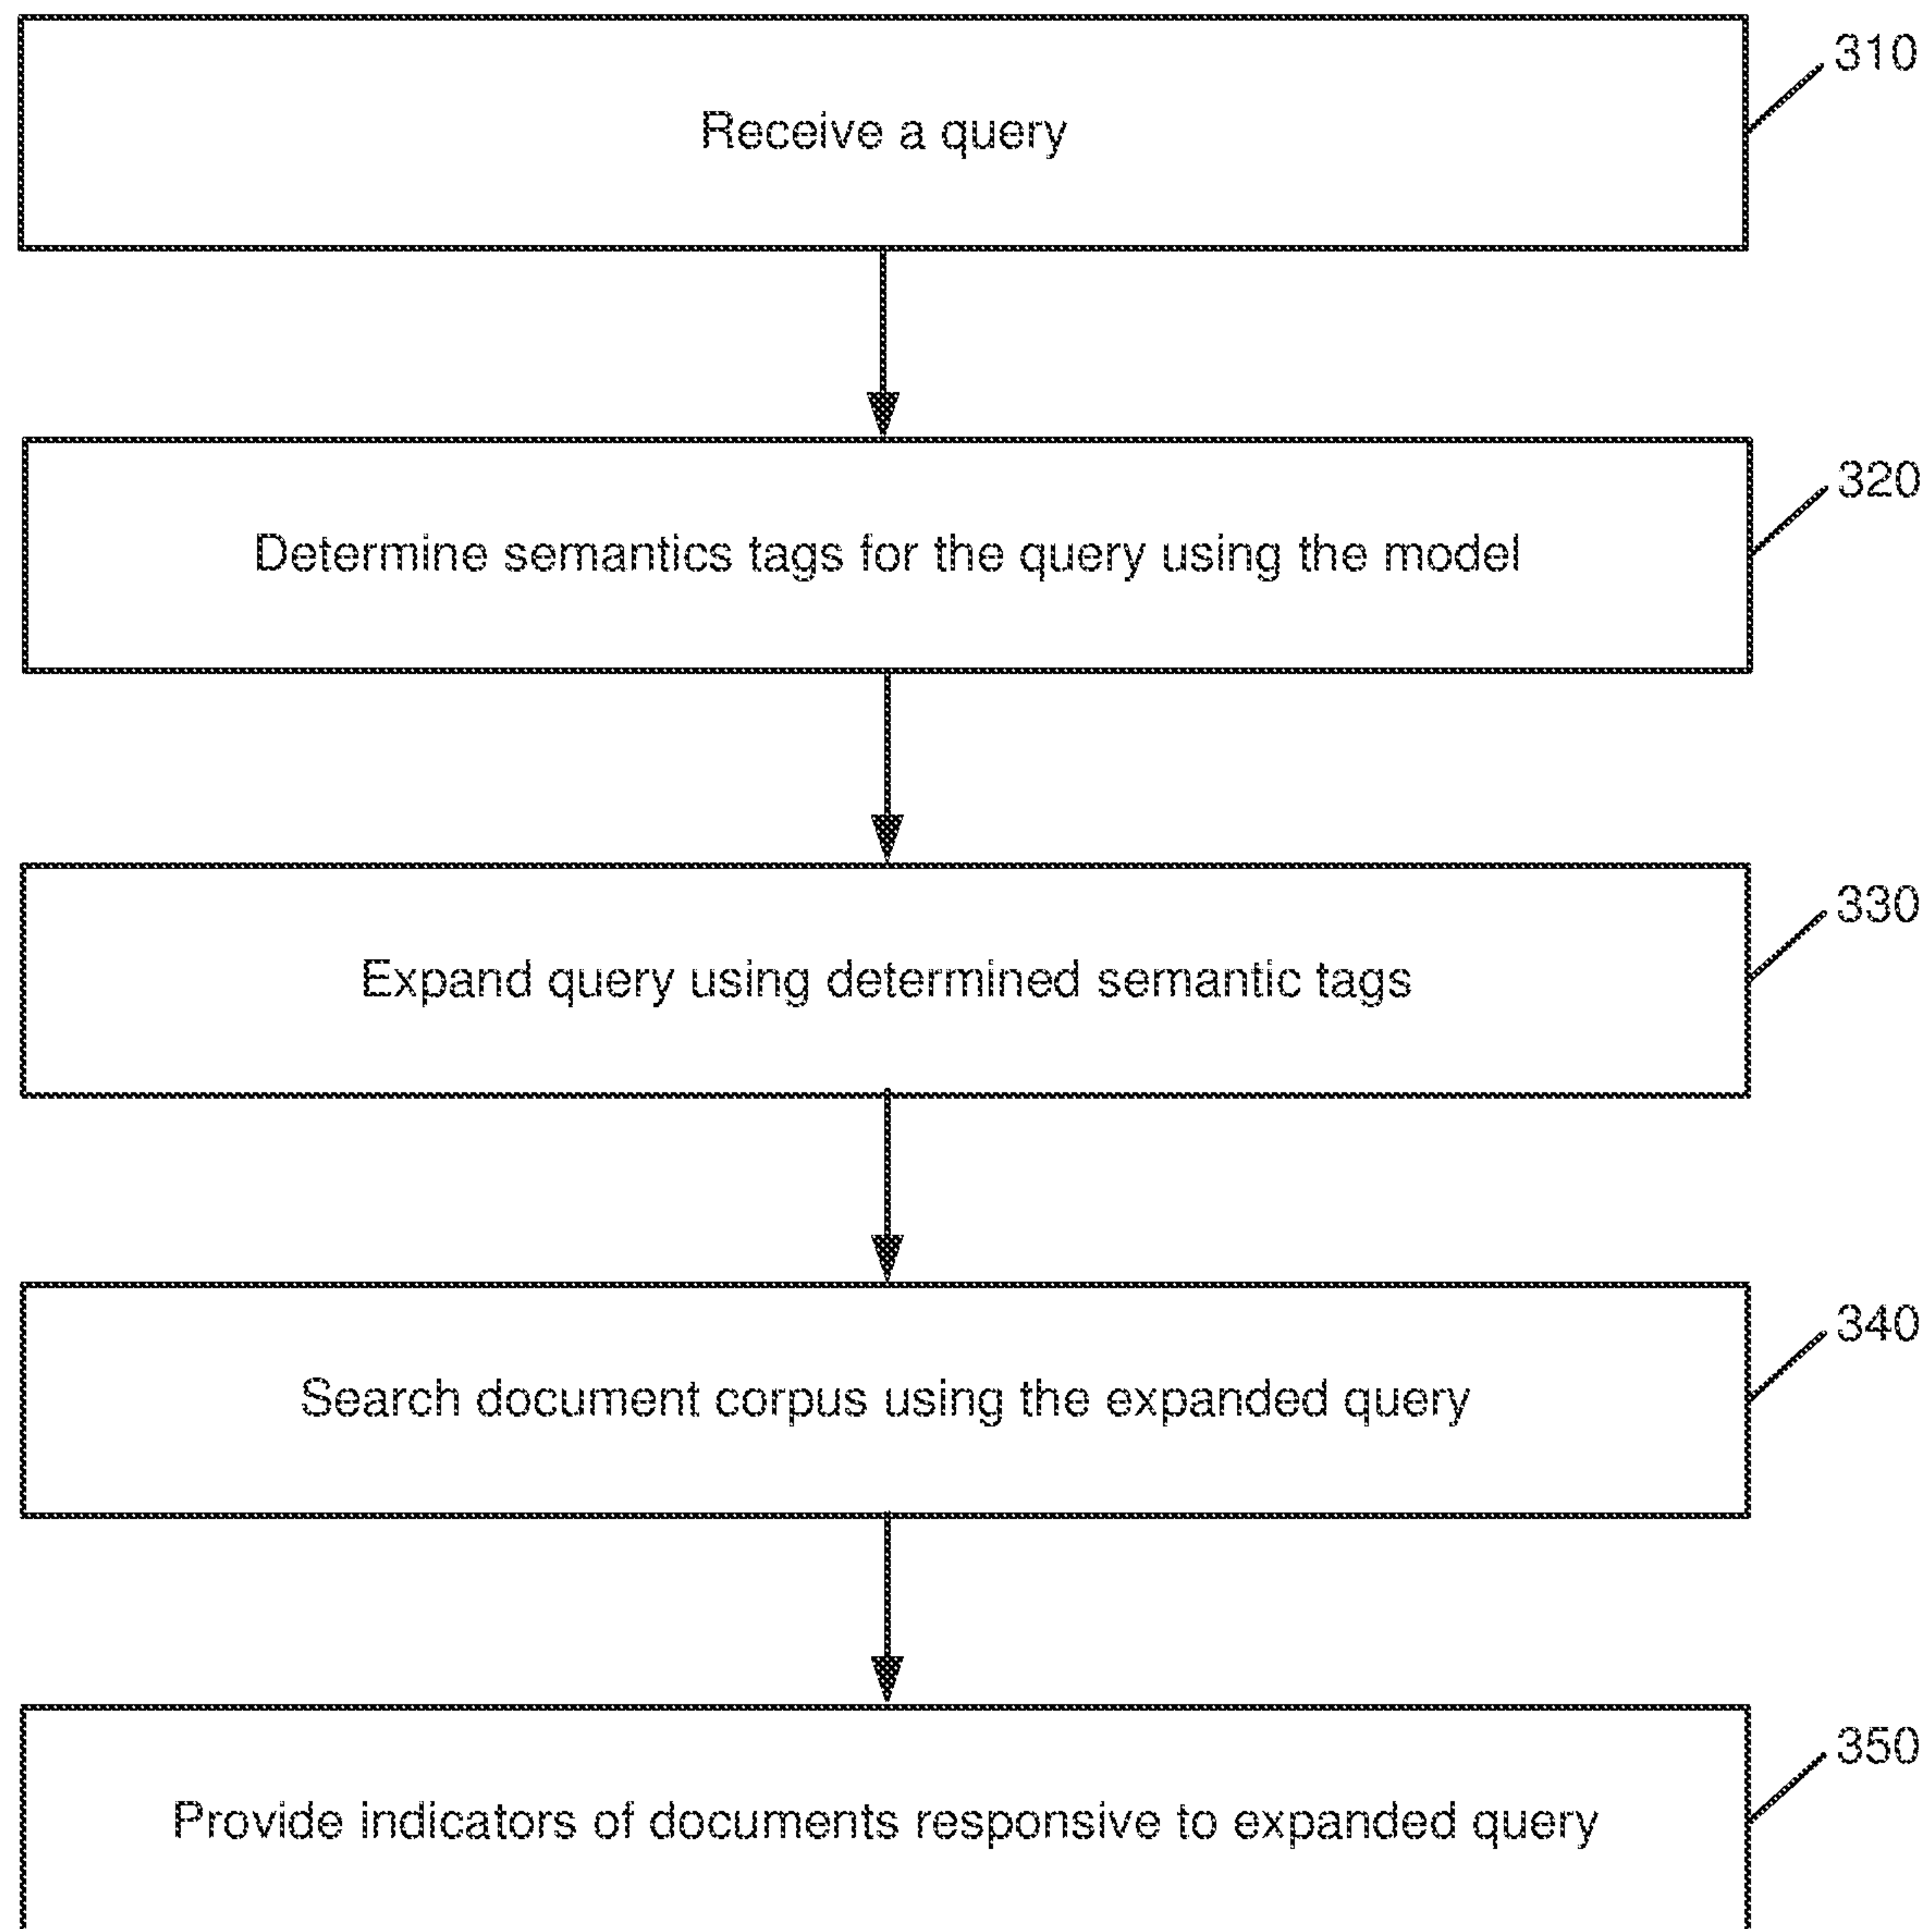 310
Receive a query
320
Determine semantics tags for the query using the model
330
Expand query using determined semantic tags
340
Search document corpus using the expanded query
350
Provide indicators of documents responsive to expanded query